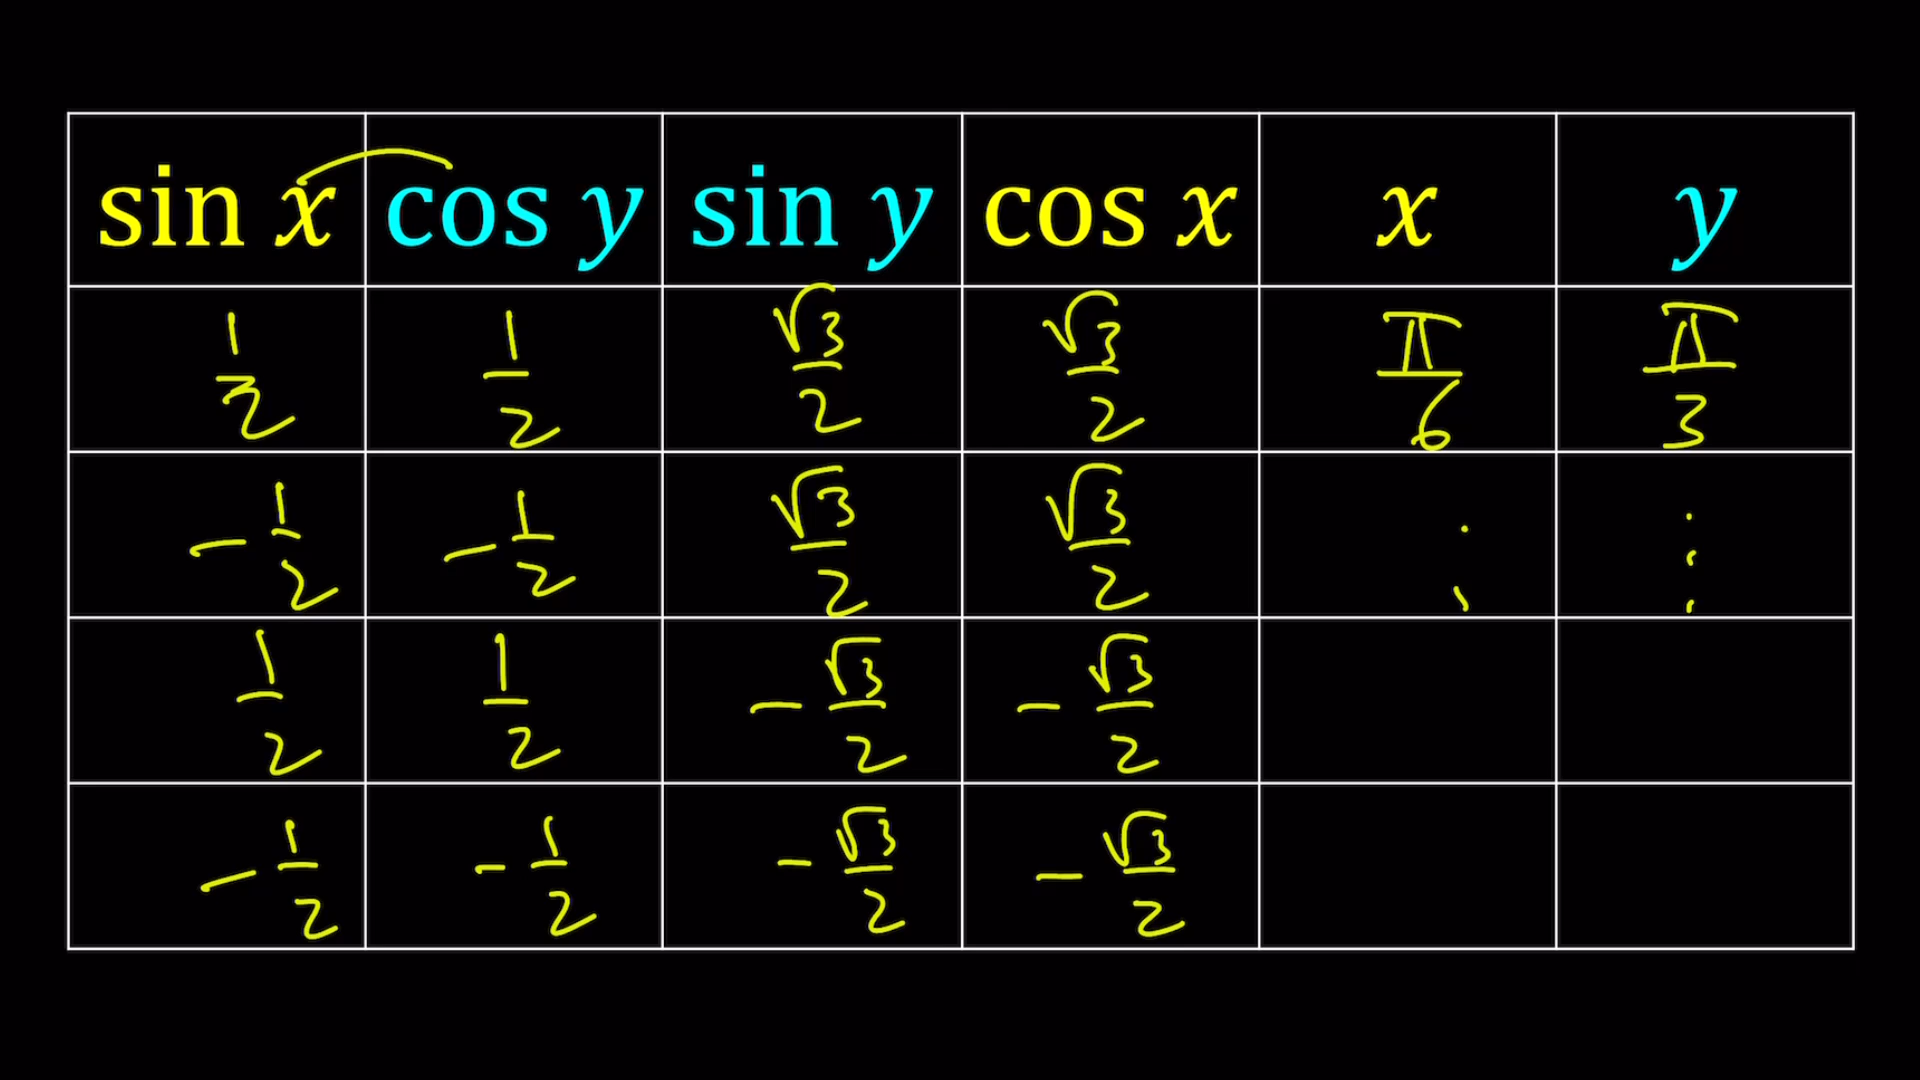 sin x cos y sin y cos x x y
1/2 1/2 √3/2 √3/2 π/6 π/3
-1/2 -1/2 √3/2 √3/2 : ⋮
1/2 1/2 -√3/2 -√3/2
-1/2 -1/2 -√3/2 -√3/2